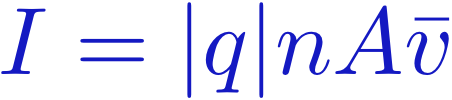 I = |q|nAv̄